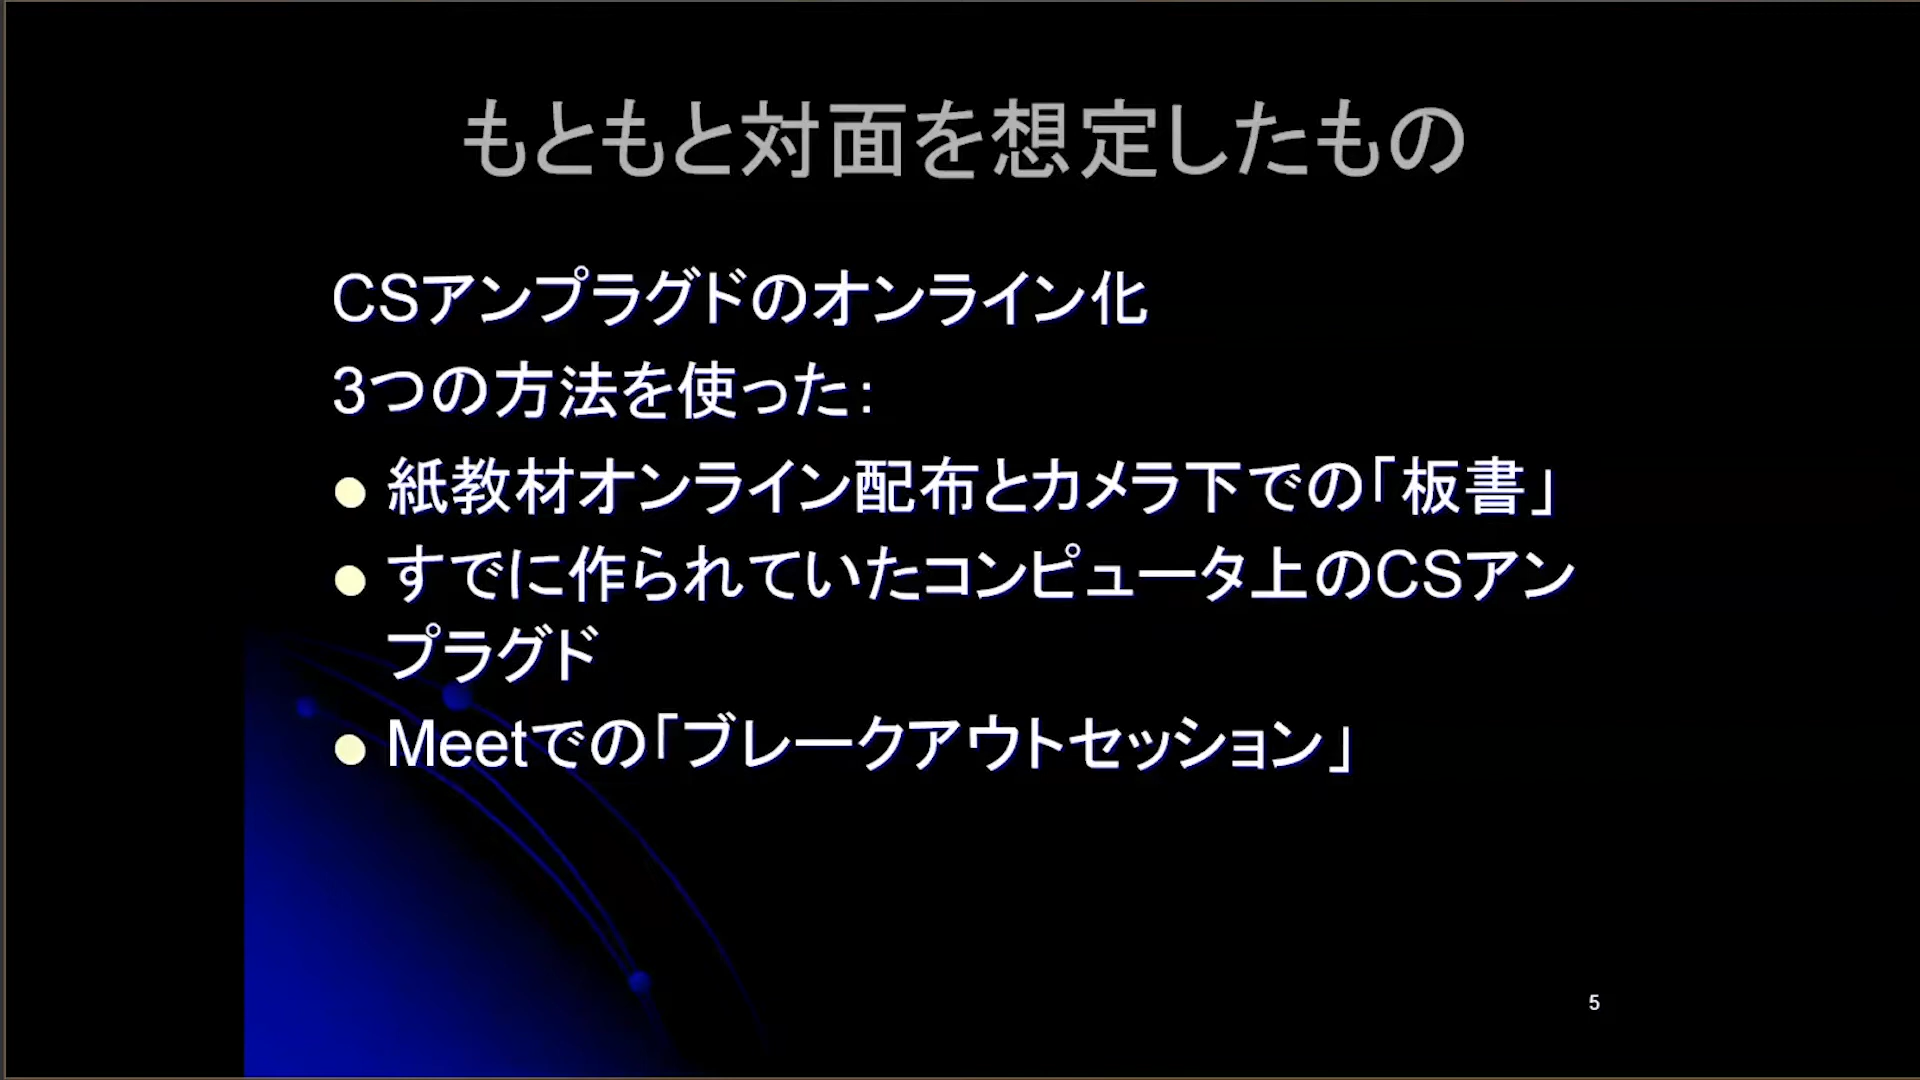 もともと対面を想定したもの
CSアンプラグドのオンライン化
3つの方法を使った：
● 紙教材オンライン配布とカメラ下での「板書」
● すでに作られていたコンピュータ上のCSアン
プラグド
● Meetでの「ブレークアウトセッション」
5